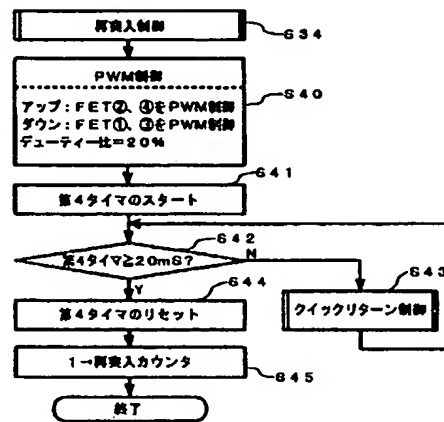 再突入制御
S34
PWM制御
アップ：FET②、④をPWM制御
ダウン：FET①、③をPWM制御
デューティー比＝20%
S40
S41
第4タイマのスタート
S42
第4タイマ≧20mS？
N
Y
S43
クイックリターン制御
S44
第4タイマのリセット
1→再突入カウンタ
S45
終了